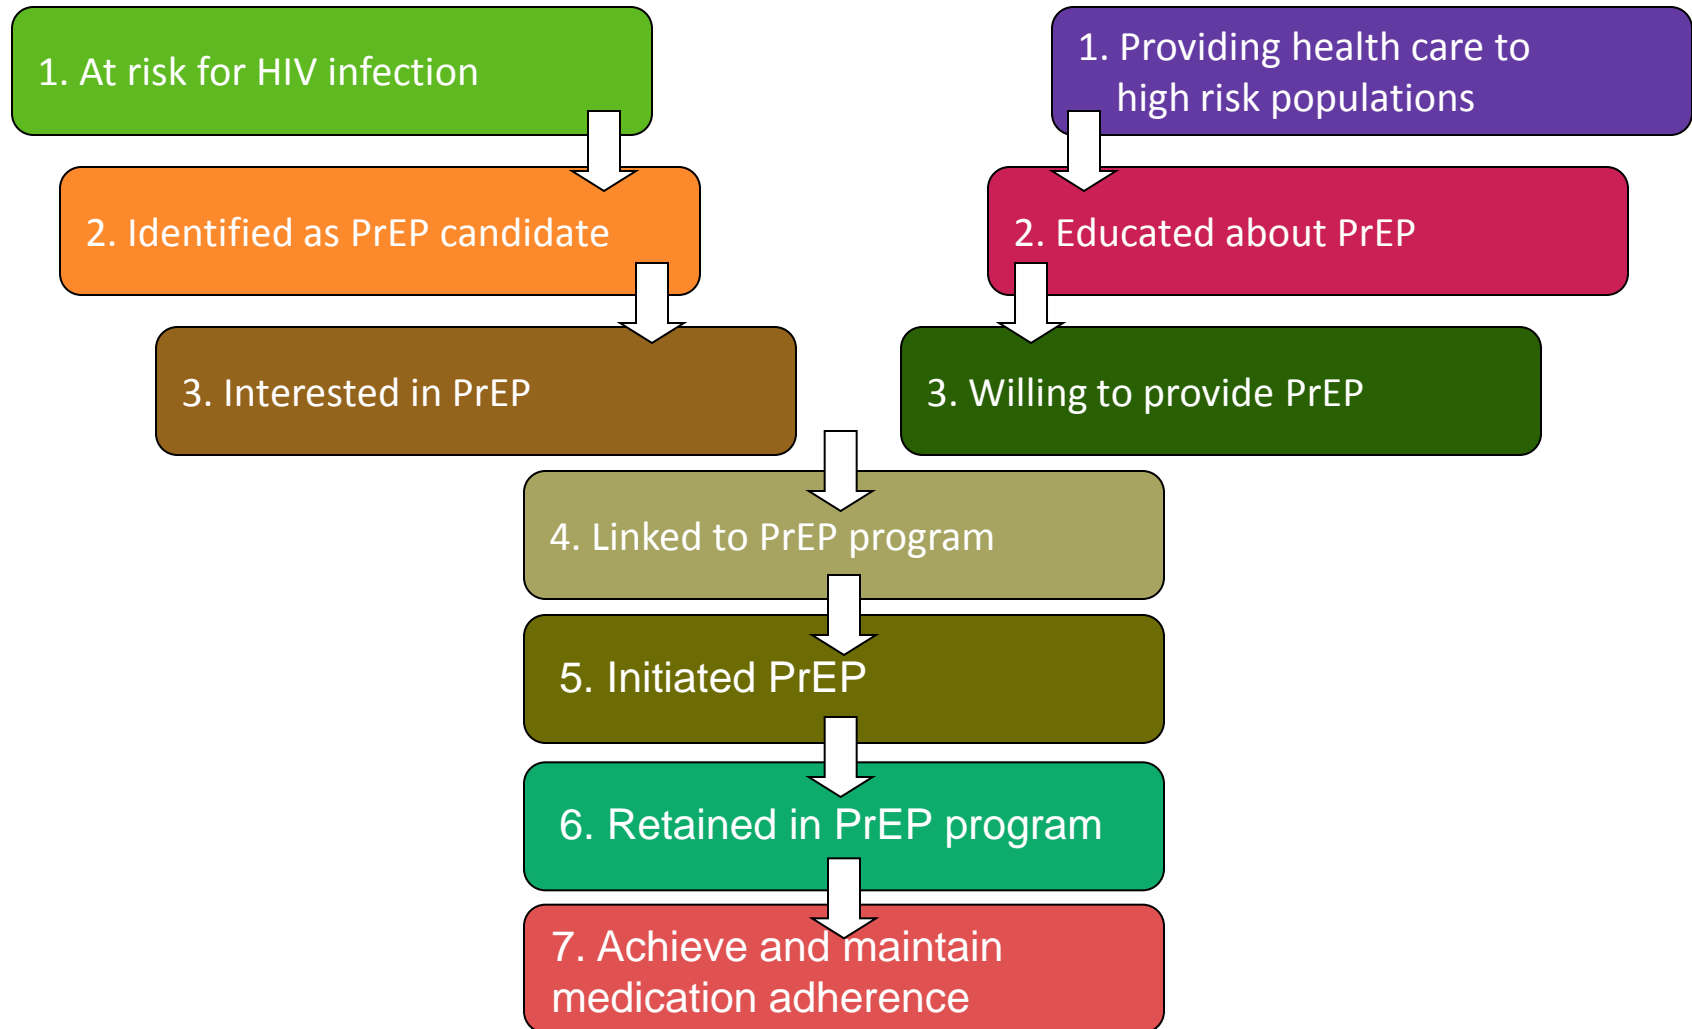 1. At risk for HIV infection
1. Providing health care to
high risk populations
2. Identified as PrEP candidate
2. Educated about PrEP
3. Interested in PrEP
3. Willing to provide PrEP
4. Linked to PrEP program
5. Initiated PrEP
6. Retained in PrEP program
7. Achieve and maintain
medication adherence